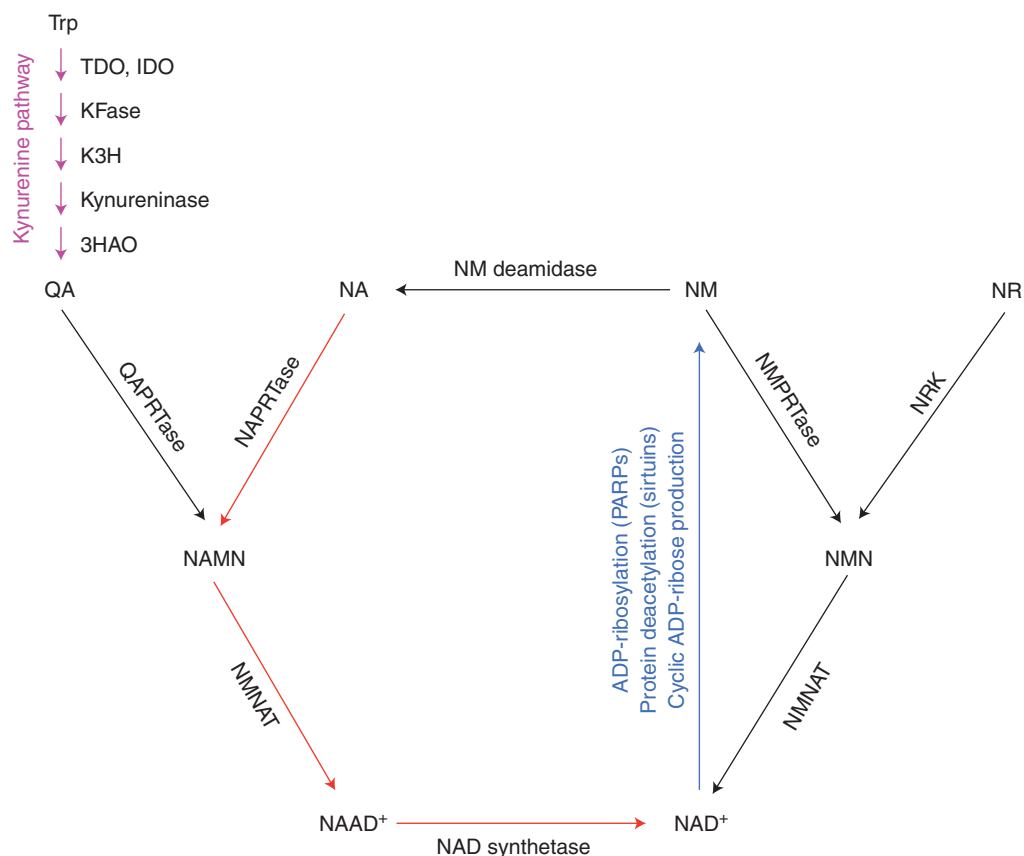 Trp
TDO, IDO
KFase
K3H
Kynureninase
3HAO
Kynurenine pathway
QA
NA
NM deamidase
NM
NR
QAPRTase
NAPRTase
NMPRTase
NRK
ADP-ribosylation (PARPs)
Protein deacetylation (sirtuins)
Cyclic ADP-ribose production
NAMN
NMN
NMNAT
NMNAT
NAAD⁺
NAD synthetase
NAD⁺